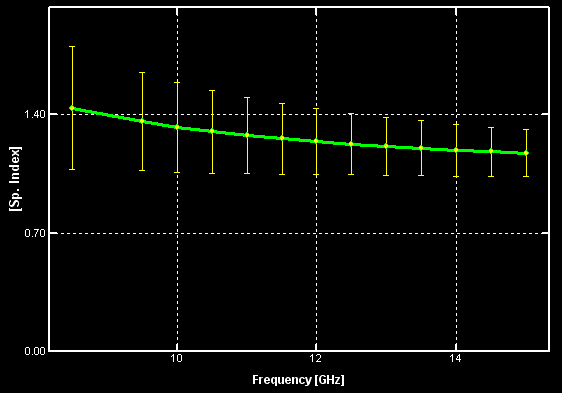 1.40
[Sp. Index]
0.70
0.00
10 12 14
Frequency [GHz]